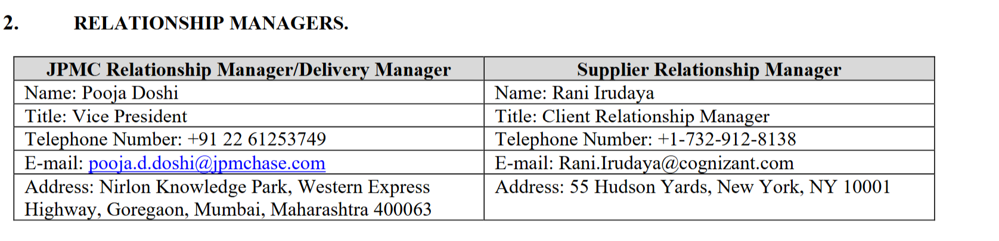 2. RELATIONSHIP MANAGERS.
JPMC Relationship Manager/Delivery Manager Supplier Relationship Manager
Name: Pooja Doshi Name: Rani Irudaya
Title: Vice President Title: Client Relationship Manager
Telephone Number: +91 22 61253749 Telephone Number: +1-732-912-8138
E-mail: pooja.d.doshi@jpmchase.com E-mail: Rani.Irudaya@cognizant.com
Address: Nirlon Knowledge Park, Western Express Address: 55 Hudson Yards, New York, NY 10001
Highway, Goregaon, Mumbai, Maharashtra 400063